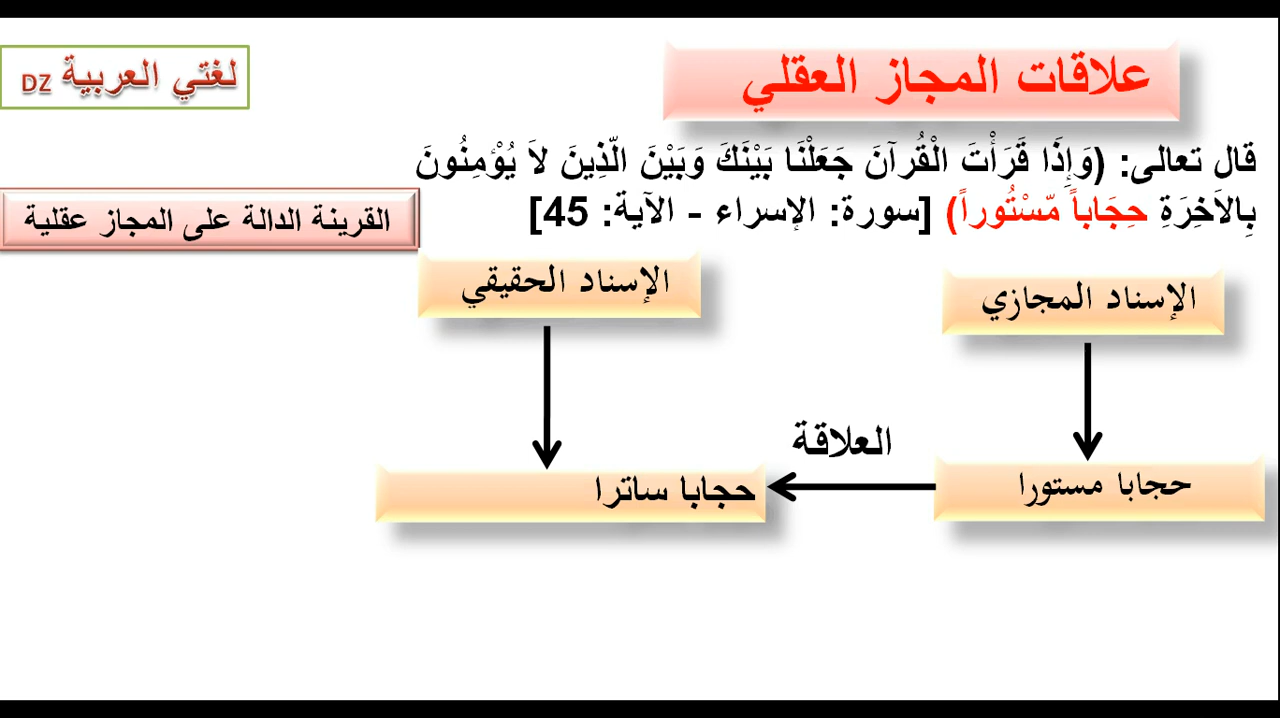 علاقات المجاز العقلي
لغتي العربية DZ
قال تعالى: (وَإِذَا قَرَأْتَ الْقُرآنَ جَعَلْنَا بَيْنَكَ وَبَيْنَ الّذِينَ لاَ يُؤْمِنُونَ
بِالاَخِرَةِ حِجَاباً مّسْتُوراً) [سورة: الإسراء - الآية: 45]
القرينة الدالة على المجاز عقلية
الإسناد المجازي
الإسناد الحقيقي
العلاقة
حجابا مستورا
حجابا ساترا